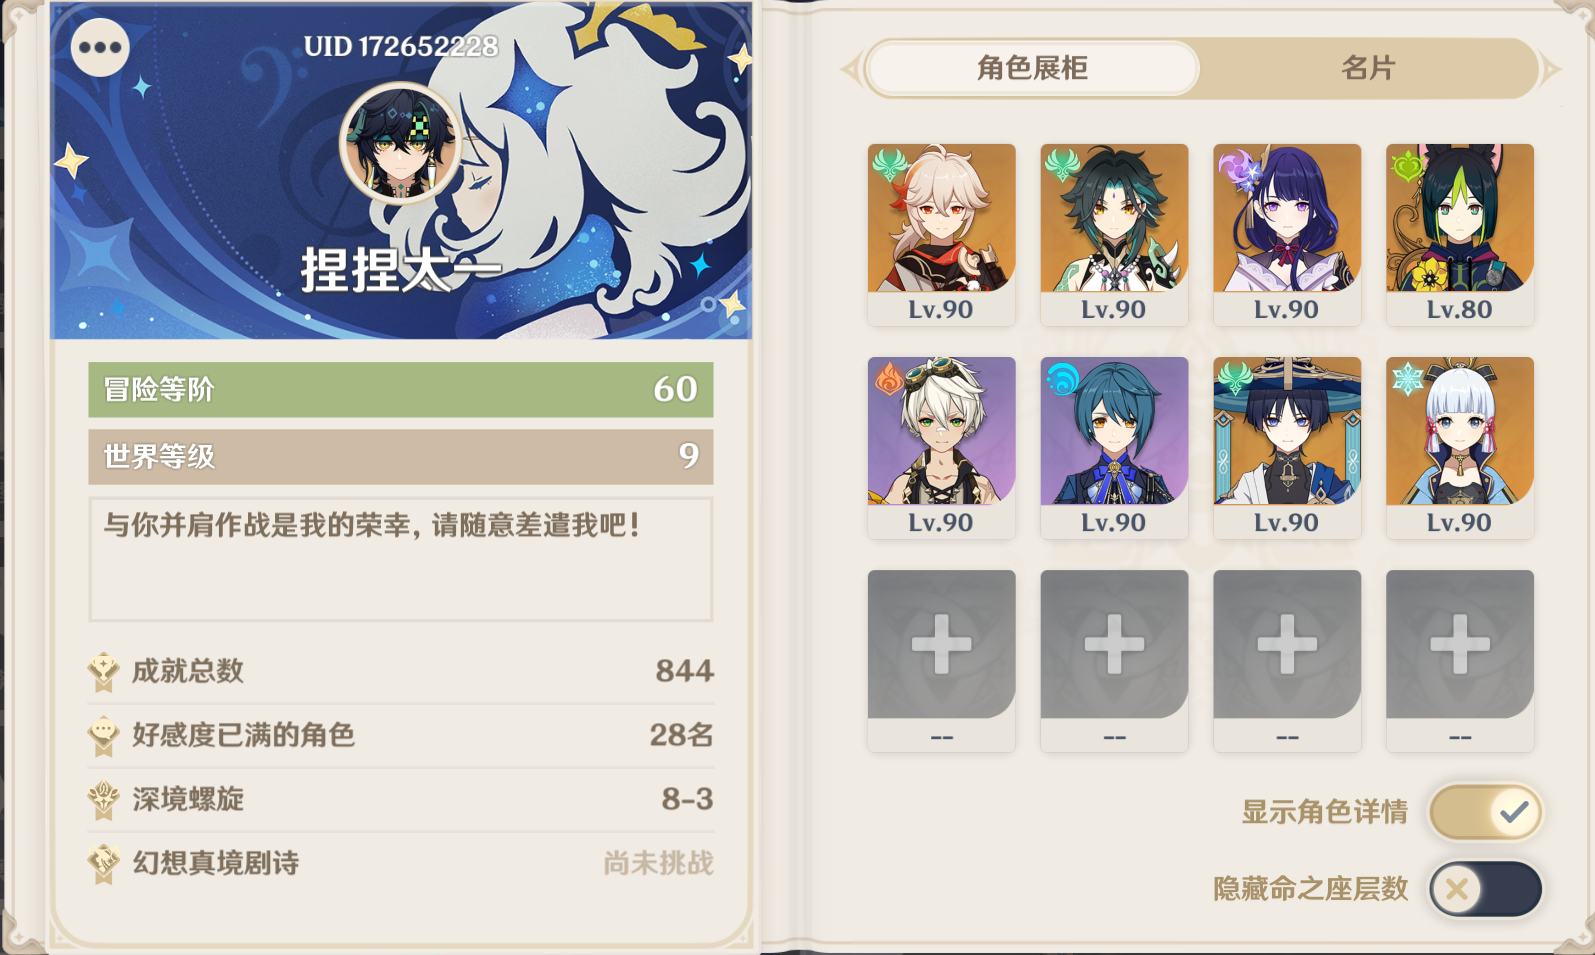 UID 172652228
捏捏太一
冒险等阶 60
世界等级 9
与你并肩作战是我的荣幸，请随意差遣我吧！
成就总数 844
好感度已满的角色 28名
深境螺旋 8-3
幻想真境剧诗 尚未挑战
角色展柜 名片
Lv.90 Lv.90 Lv.90 Lv.80
Lv.90 Lv.90 Lv.90 Lv.90
-- -- -- --
显示角色详情
隐藏命之座层数